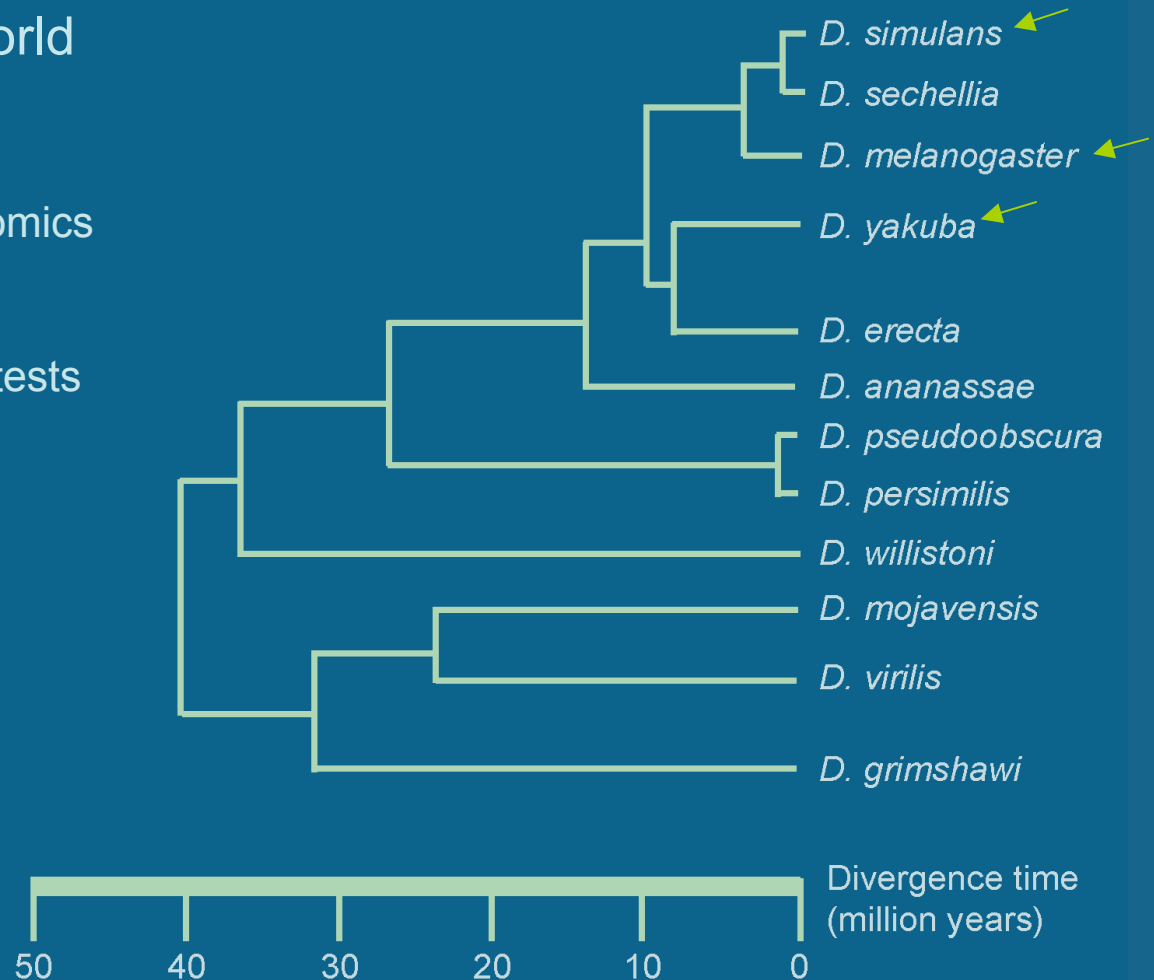 orld
omics
tests
D. simulans
D. sechellia
D. melanogaster
D. yakuba
D. erecta
D. ananassae
D. pseudoobscura
D. persimilis
D. willistoni
D. mojavensis
D. virilis
D. grimshawi
Divergence time
(million years)
50 40 30 20 10 0